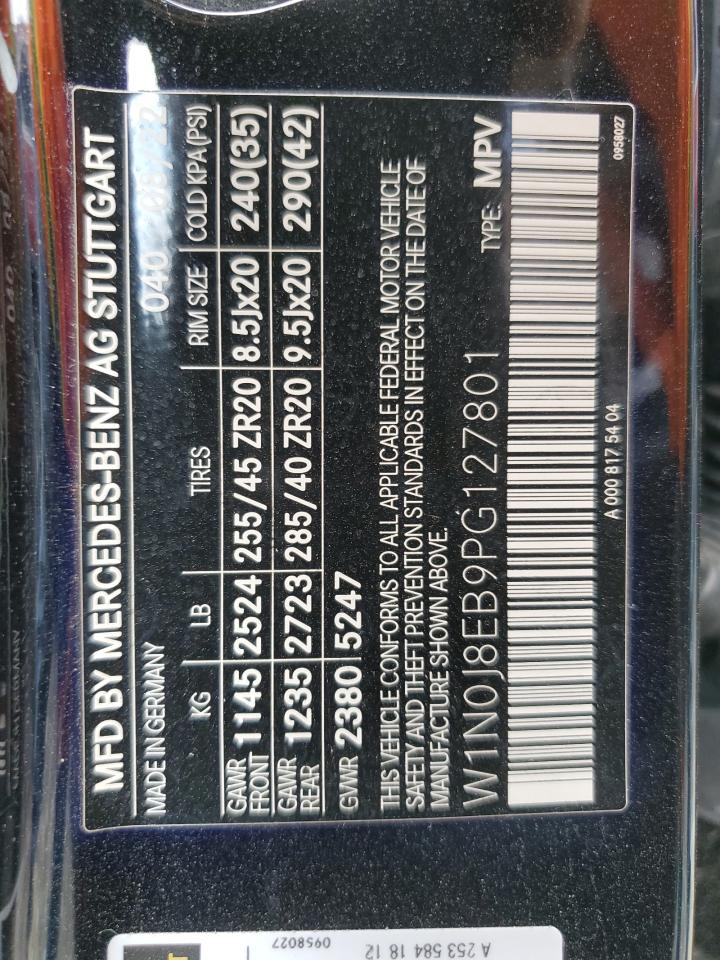 MFD BY MERCEDES-BENZ AG STUTTGART
MADE IN GERMANY 040 08/22
KG LB TIRES RIM SIZE COLD KPA (PSI)
GAWR FRONT 1145 2524 255/45 ZR20 8.5Jx20 240(35)
GAWR REAR 1235 2723 285/40 ZR20 9.5Jx20 290(42)
GVWR 2380 5247
THIS VEHICLE CONFORMS TO ALL APPLICABLE FEDERAL MOTOR VEHICLE
SAFETY AND THEFT PREVENTION STANDARDS IN EFFECT ON THE DATE OF
MANUFACTURE SHOWN ABOVE.
W1N0J8EB9PG127801 TYPE: MPV
A 000 817 54 04 0958027
0958027
A 253 584 18 12